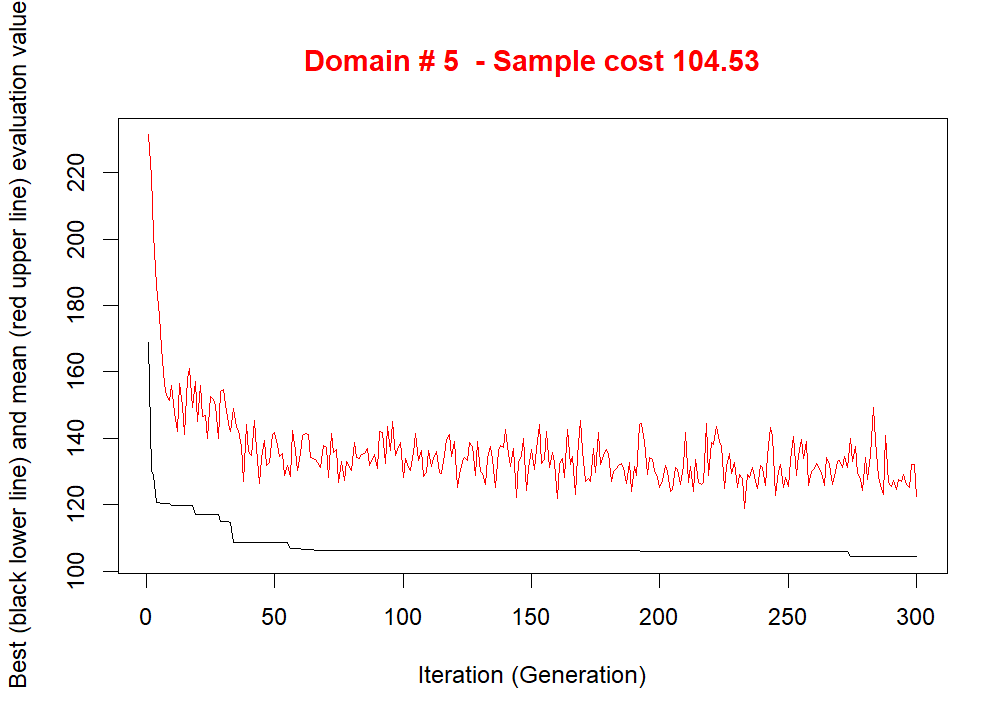 Domain # 5  - Sample cost 104.53
Best (black lower line) and mean (red upper line) evaluation value
220
200
180
160
140
120
100
0 50 100 150 200 250 300
Iteration (Generation)